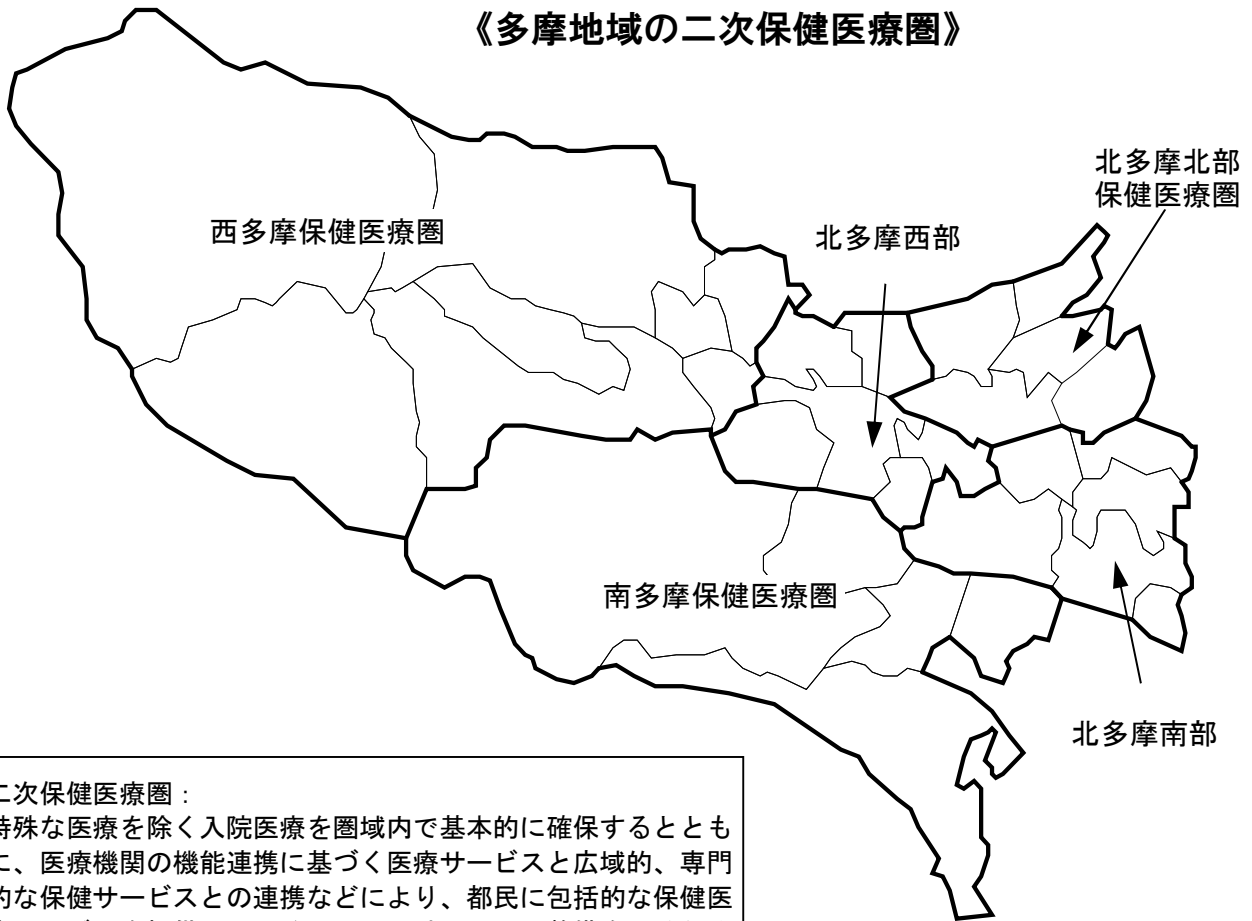 《多摩地域の二次保健医療圏》
北多摩北部
保健医療圏
西多摩保健医療圏
北多摩西部
南多摩保健医療圏
北多摩南部
二次保健医療圏：
特殊な医療を除く入院医療を圏域内で基本的に確保するととも
に、医療機関の機能連携に基づく医療サービスと広域的、専門
的な保健サービスとの連携などにより、都民に包括的な保健医